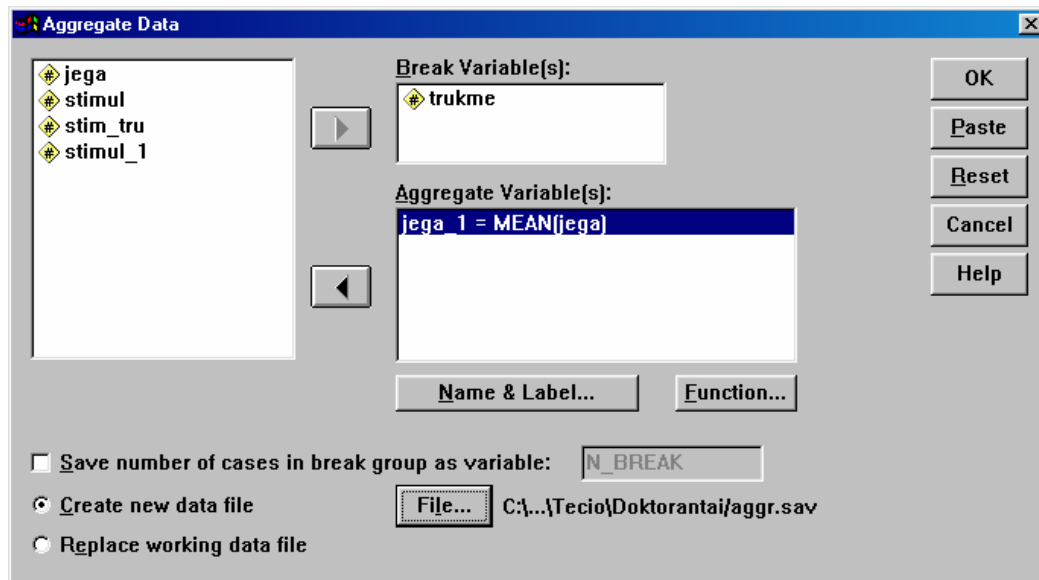 Aggregate Data
jega
stimul
stim_tru
stimul_1
Break Variable(s):
trukme
Aggregate Variable(s):
jega_1 = MEAN(jega)
Name & Label...
Function...
OK
Paste
Reset
Cancel
Help
Save number of cases in break group as variable:
N_BREAK
Create new data file
File...
C:\...\Tecio\Doktorantai/aggr.sav
Replace working data file